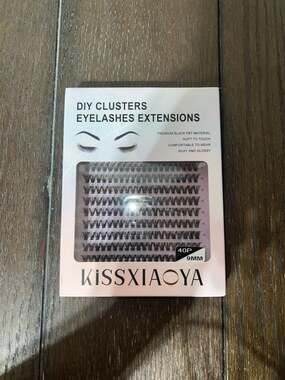 DIY CLUSTERS
EYELASHES EXTENSIONS
PREMIUM BLACK PBT MATERIAL
SOFT TO TOUCH
COMFORTABLE TO WEAR
SOFT AND GLOSSY
40P
9MM
KISSXIAOYA